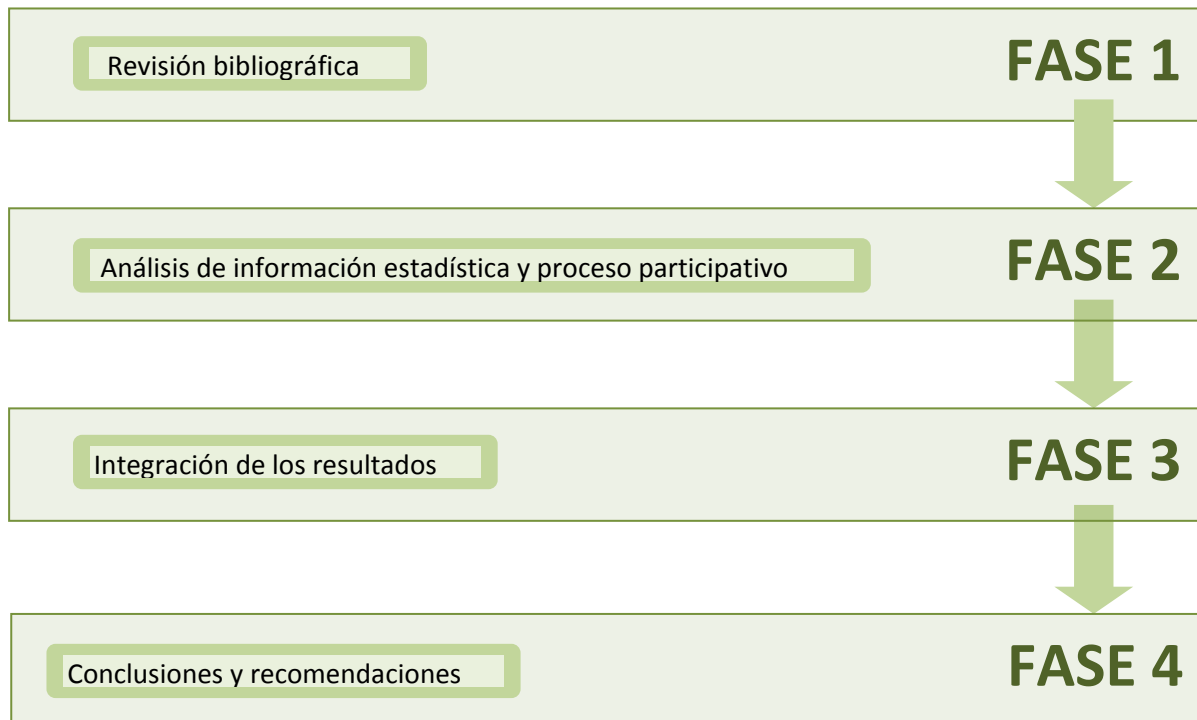 Revisión bibliográfica
FASE 1
Análisis de información estadística y proceso participativo
FASE 2
Integración de los resultados
FASE 3
Conclusiones y recomendaciones
FASE 4